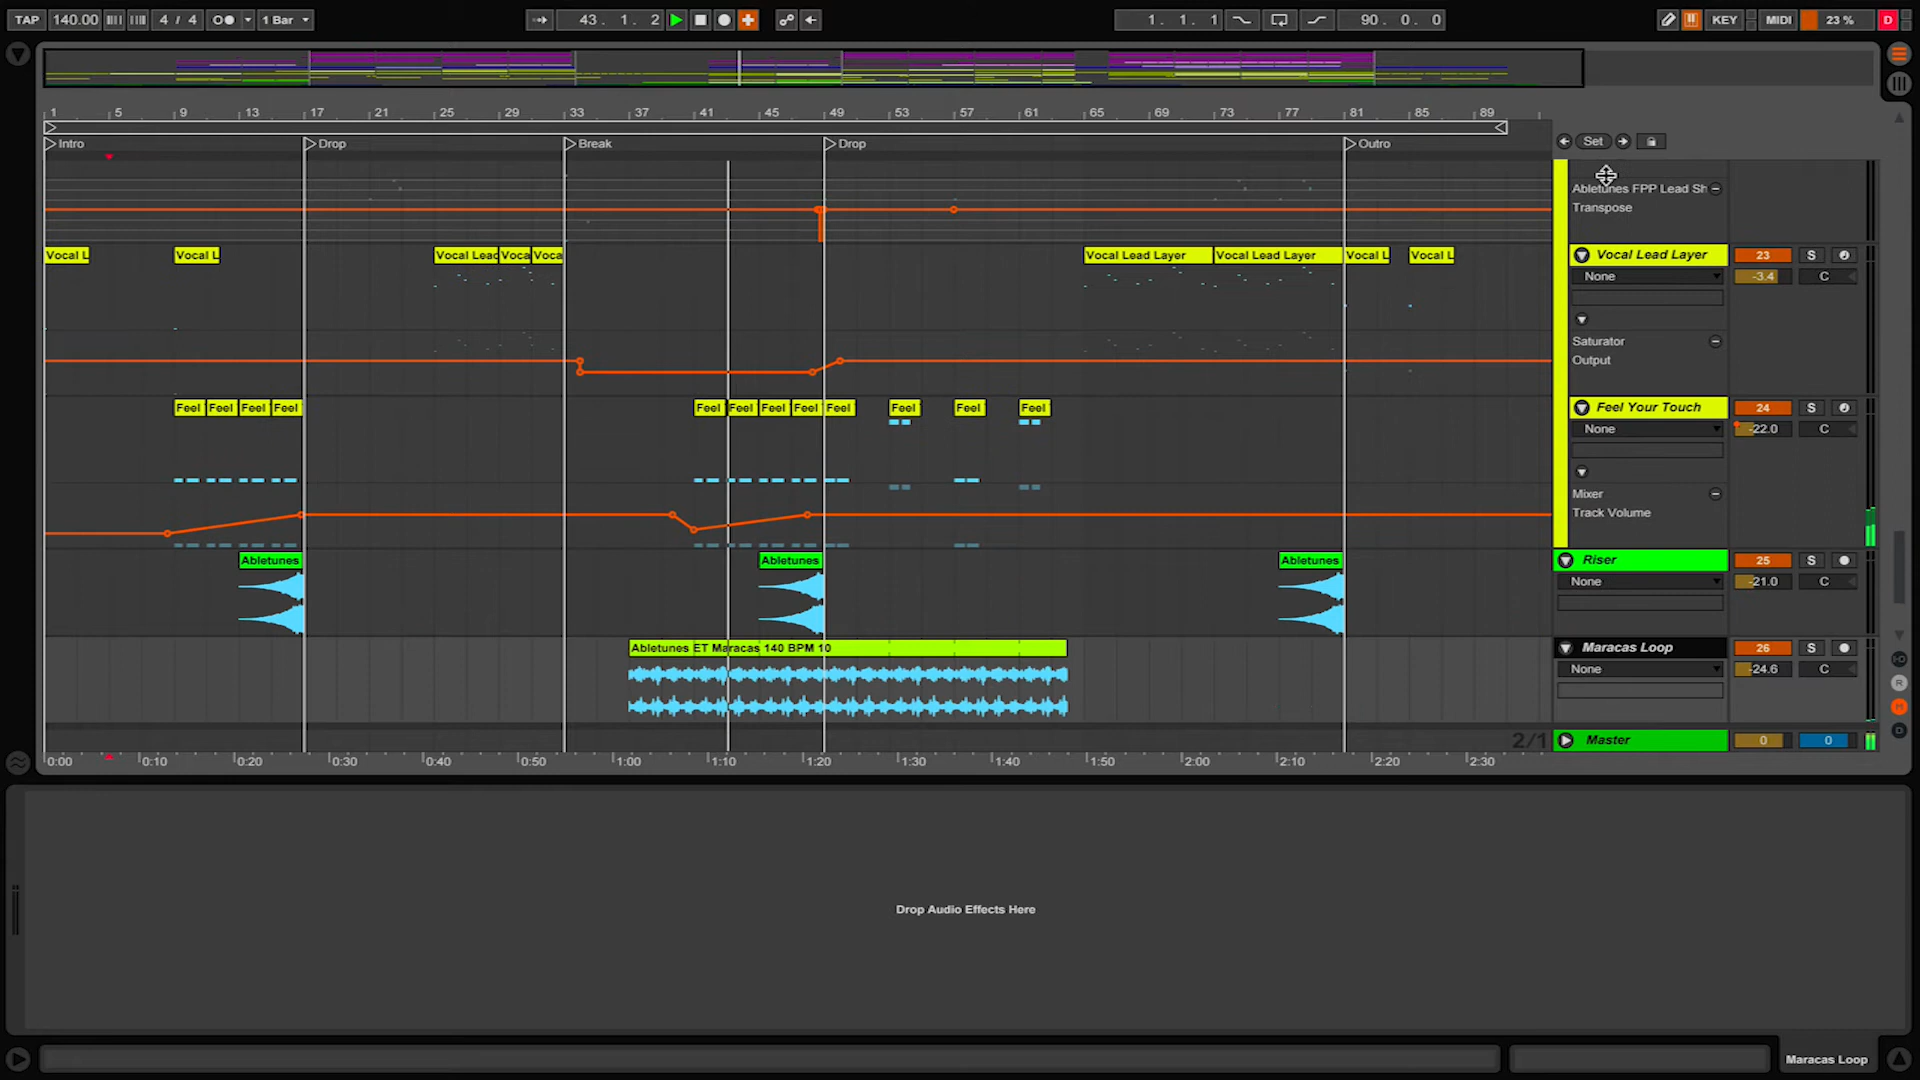 TAP 140.00 4 / 4 1 Bar 43. 1. 2 1. 1. 1 90. 0. 0 KEY MIDI 23 % D
1 5 9 13 17 21 25 29 33 37 41 45 49 53 57 61 65 69 73 77 81 85 89
Intro Drop Break Drop Outro Set
Abletunes FPP Lead Sh
Transpose
Vocal L Vocal L Vocal Lead Voca Voca Vocal Lead Layer Vocal Lead Layer Vocal L Vocal L Vocal Lead Layer 23 S
None -3.4 C
Saturator
Output
Feel Feel Feel Feel Feel Feel Feel Feel Feel Feel Feel Feel Feel Your Touch 24 S
None -22.0 C
Mixer
Track Volume
Abletunes Abletunes Abletunes Riser 25 S
None -21.0 C
Abletunes ET Maracas 140 BPM 10 Maracas Loop 26 S
None -24.6 C
R
M
D
2/1 Master 0 0
0:00 0:10 0:20 0:30 0:40 0:50 1:00 1:10 1:20 1:30 1:40 1:50 2:00 2:10 2:20 2:30
Drop Audio Effects Here
Maracas Loop